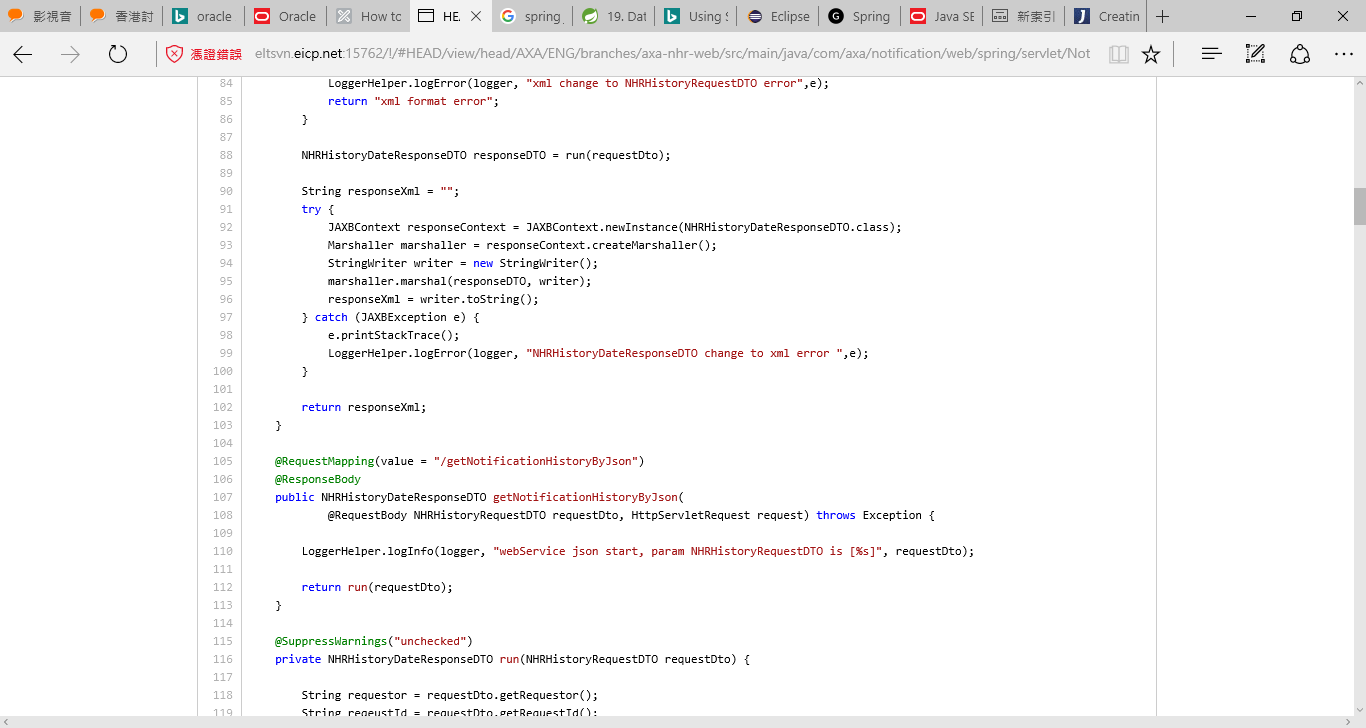 影視音
香港討
oracle
Oracle
How to
HE
spring
19. Dat
Using S
Eclipse
Spring
Java SE
新索引
Creatin
憑證錯誤
eltsvn.eicp.net:15762/!/#HEAD/view/head/AXA/ENG/branches/axa-nhr-web/src/main/java/com/axa/notification/web/spring/servlet/Not
84 LoggerHelper.logError(logger, "xml change to NHRHistoryRequestDTO error",e);
85 return "xml format error";
86 }
87
88 NHRHistoryDateResponseDTO responseDTO = run(requestDto);
89
90 String responseXml = "";
91 try {
92 JAXBContext responseContext = JAXBContext.newInstance(NHRHistoryDateResponseDTO.class);
93 Marshaller marshaller = responseContext.createMarshaller();
94 StringWriter writer = new StringWriter();
95 marshaller.marshal(responseDTO, writer);
96 responseXml = writer.toString();
97 } catch (JAXBException e) {
98 e.printStackTrace();
99 LoggerHelper.logError(logger, "NHRHistoryDateResponseDTO change to xml error ",e);
100 }
101
102 return responseXml;
103 }
104
105 @RequestMapping(value = "/getNotificationHistoryByJson")
106 @ResponseBody
107 public NHRHistoryDateResponseDTO getNotificationHistoryByJson(
108 @RequestBody NHRHistoryRequestDTO requestDto, HttpServletRequest request) throws Exception {
109
110 LoggerHelper.logInfo(logger, "webService json start, param NHRHistoryRequestDTO is [%s]", requestDto);
111
112 return run(requestDto);
113 }
114
115 @SuppressWarnings("unchecked")
116 private NHRHistoryDateResponseDTO run(NHRHistoryRequestDTO requestDto) {
117
118 String requestor = requestDto.getRequestor();
119 String reqeustId = requestDto.getRequestId();